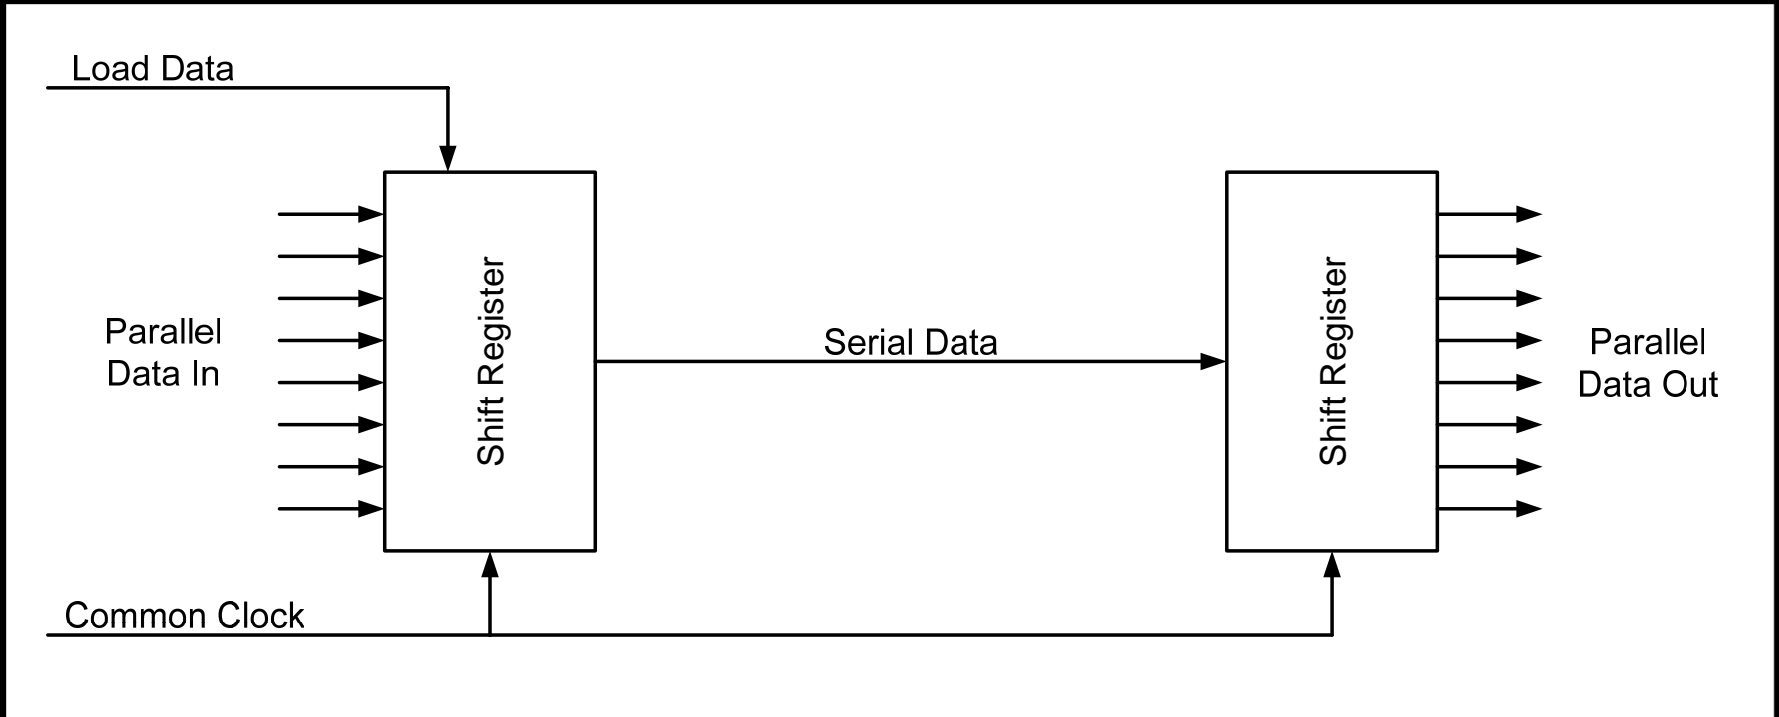 Load Data
Parallel
Data In
Shift Register
Serial Data
Shift Register
Parallel
Data Out
Common Clock